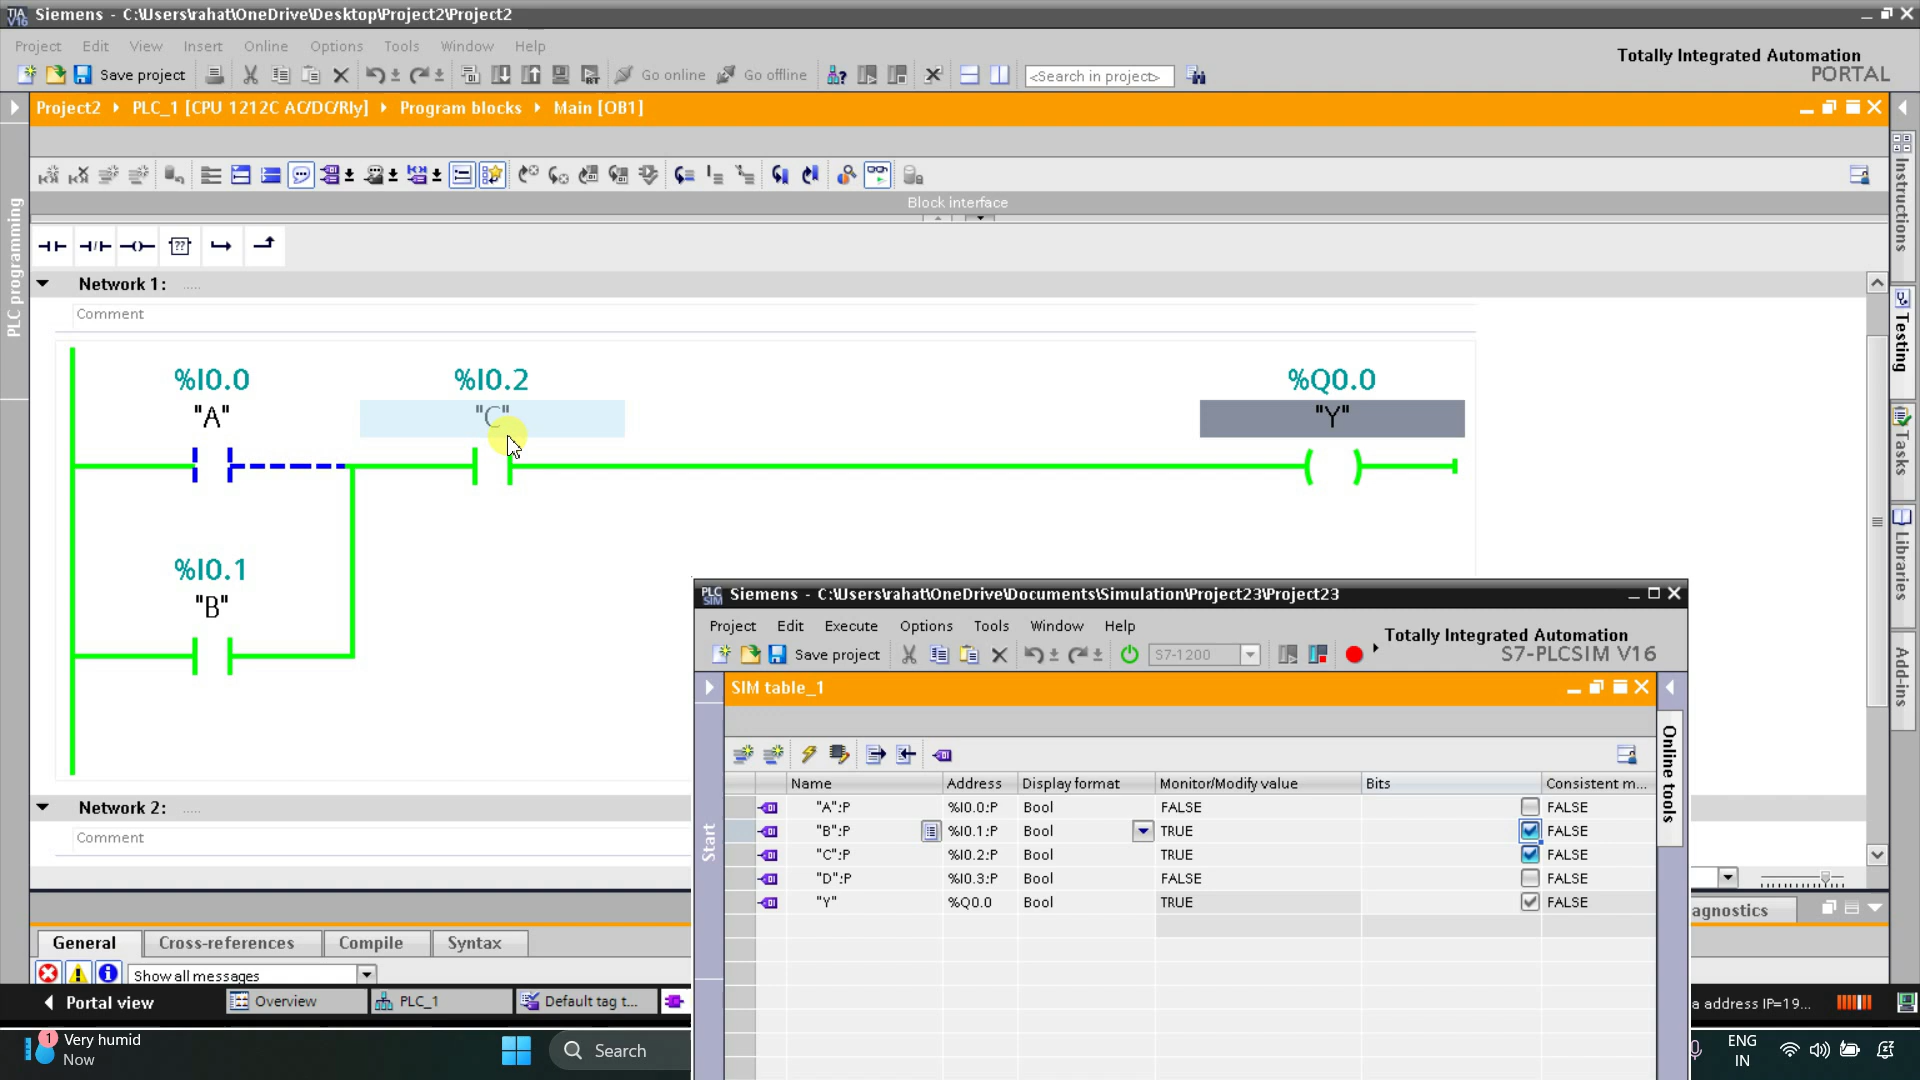 Siemens - C:\Users\rahat\OneDrive\Desktop\Project2\Project2
Project Edit View Insert Online Options Tools Window Help
Save project Go online Go offline <Search in project>
Totally Integrated Automation
PORTAL
Project2 PLC_1 [CPU 1212C AC/DC/Rly] Program blocks Main [OB1]
Block interface
PLC programming
Instructions
Testing
Tasks
Libraries
Add-ins
Network 1: .....
Comment
%I0.0
"A"
%I0.2
"C"
%Q0.0
"Y"
%I0.1
"B"
Network 2: .....
Comment
General Cross-references Compile Syntax
Show all messages
Portal view Overview PLC_1 Default tag t...
agnostics
a address IP=19...
Siemens - C:\Users\rahat\OneDrive\Documents\Simulation\Project23\Project23
Project Edit Execute Options Tools Window Help
Save project S7-1200
Totally Integrated Automation
S7-PLCSIM V16
SIM table_1
Start
Online tools
Name Address Display format Monitor/Modify value Bits Consistent m...
"A":P %I0.0:P Bool FALSE FALSE
"B":P %I0.1:P Bool TRUE FALSE
"C":P %I0.2:P Bool TRUE FALSE
"D":P %I0.3:P Bool FALSE FALSE
"Y" %Q0.0 Bool TRUE FALSE
1
Very humid
Now
Search
ENG
IN